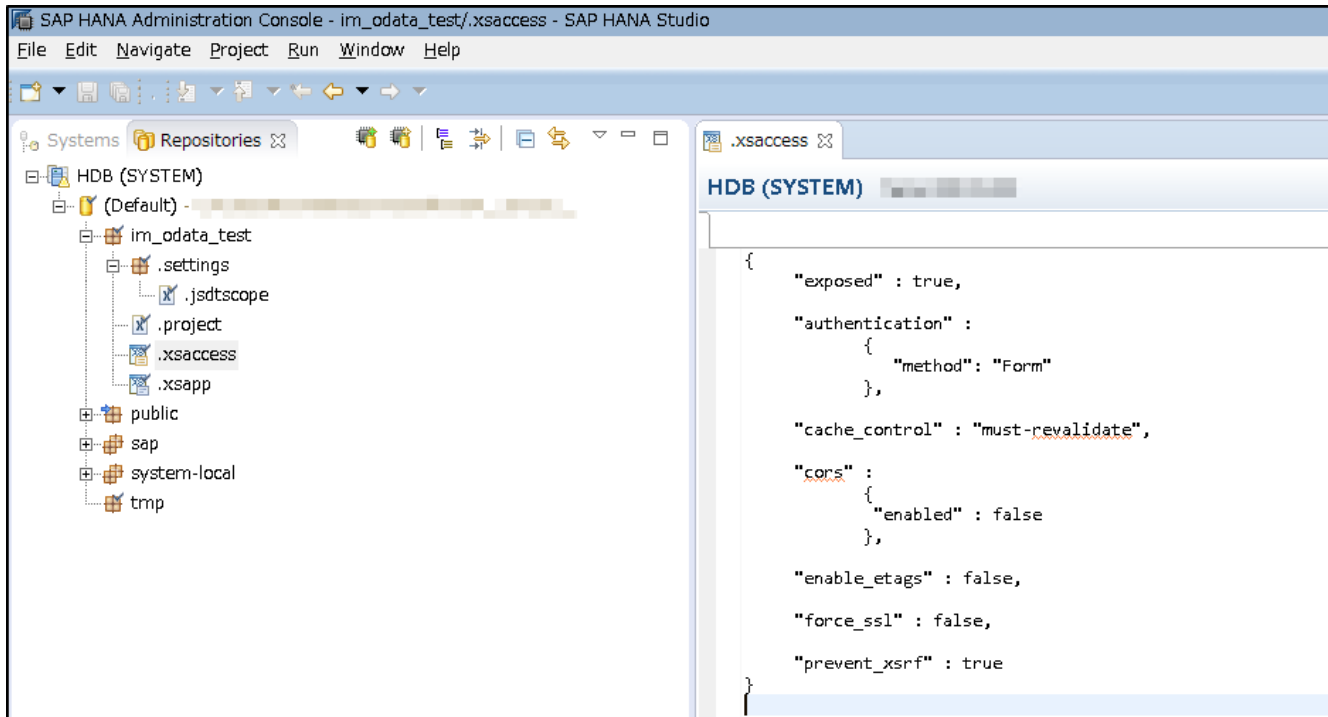 SAP HANA Administration Console - im_odata_test/.xsaccess - SAP HANA Studio
File Edit Navigate Project Run Window Help
Systems Repositories
HDB (SYSTEM)
(Default) -
im_odata_test
.settings
.jsdtscope
.project
.xsaccess
.xsapp
public
sap
system-local
tmp
.xsaccess
HDB (SYSTEM)
{
"exposed" : true,
"authentication" :
{
"method": "Form"
},
"cache_control" : "must-revalidate",
"cors" :
{
"enabled" : false
},
"enable_etags" : false,
"force_ssl" : false,
"prevent_xsrf" : true
}